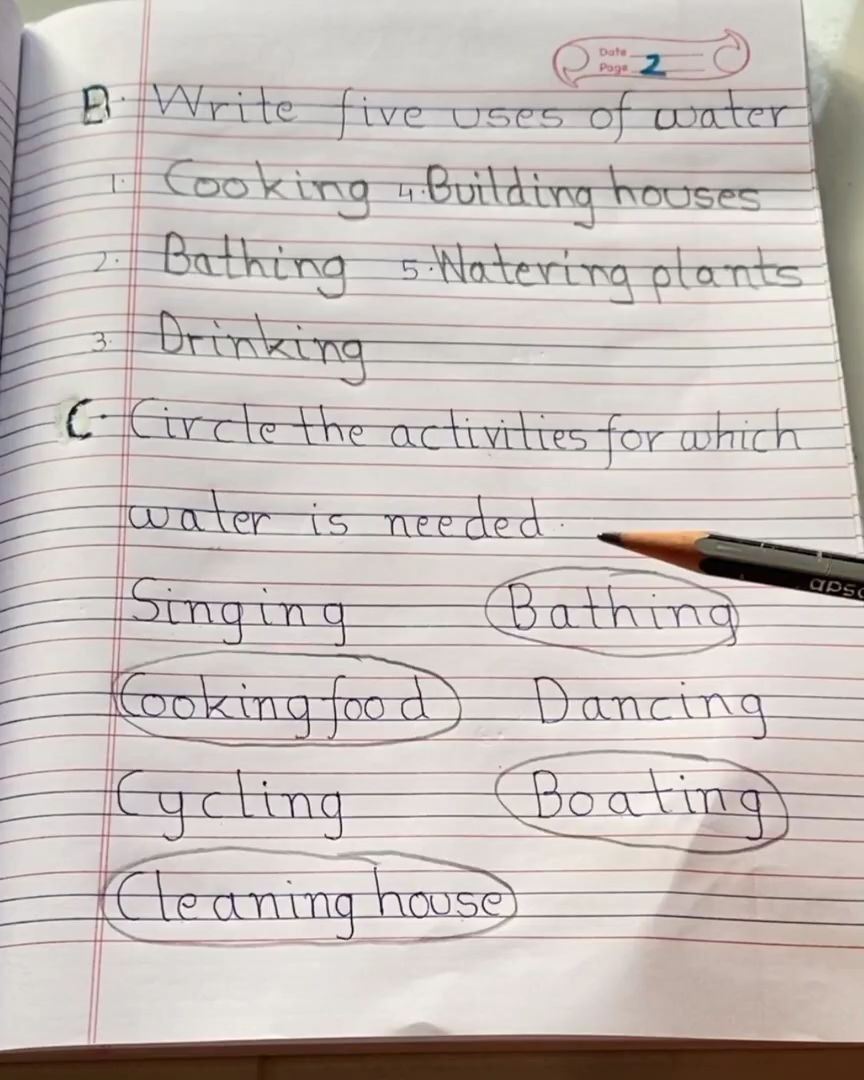 Date
Page 2
B. Write five uses of water
1. Cooking 4. Building houses
2. Bathing 5. Watering plants
3. Drinking
C. Circle the activities for which
water is needed.
Singing Bathing
Cooking food Dancing
Cycling Boating
Cleaning house